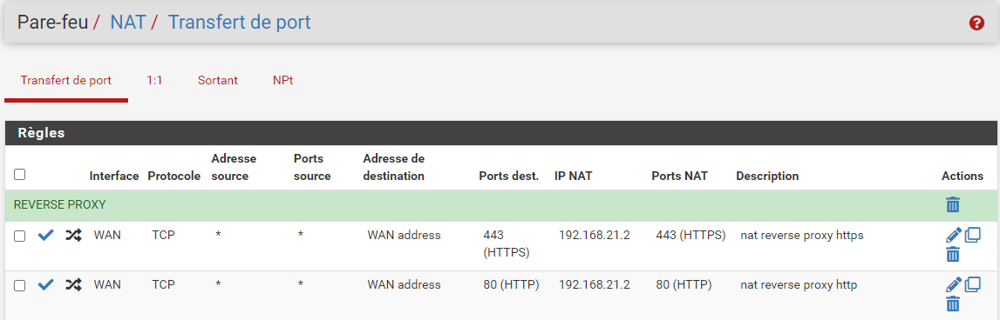 Pare-feu / NAT / Transfert de port
Transfert de port 1:1 Sortant NPt
Règles
Interface Protocole Adresse source Ports source Adresse de destination Ports dest. IP NAT Ports NAT Description Actions
REVERSE PROXY
WAN TCP * * WAN address 443 (HTTPS) 192.168.21.2 443 (HTTPS) nat reverse proxy https
WAN TCP * * WAN address 80 (HTTP) 192.168.21.2 80 (HTTP) nat reverse proxy http